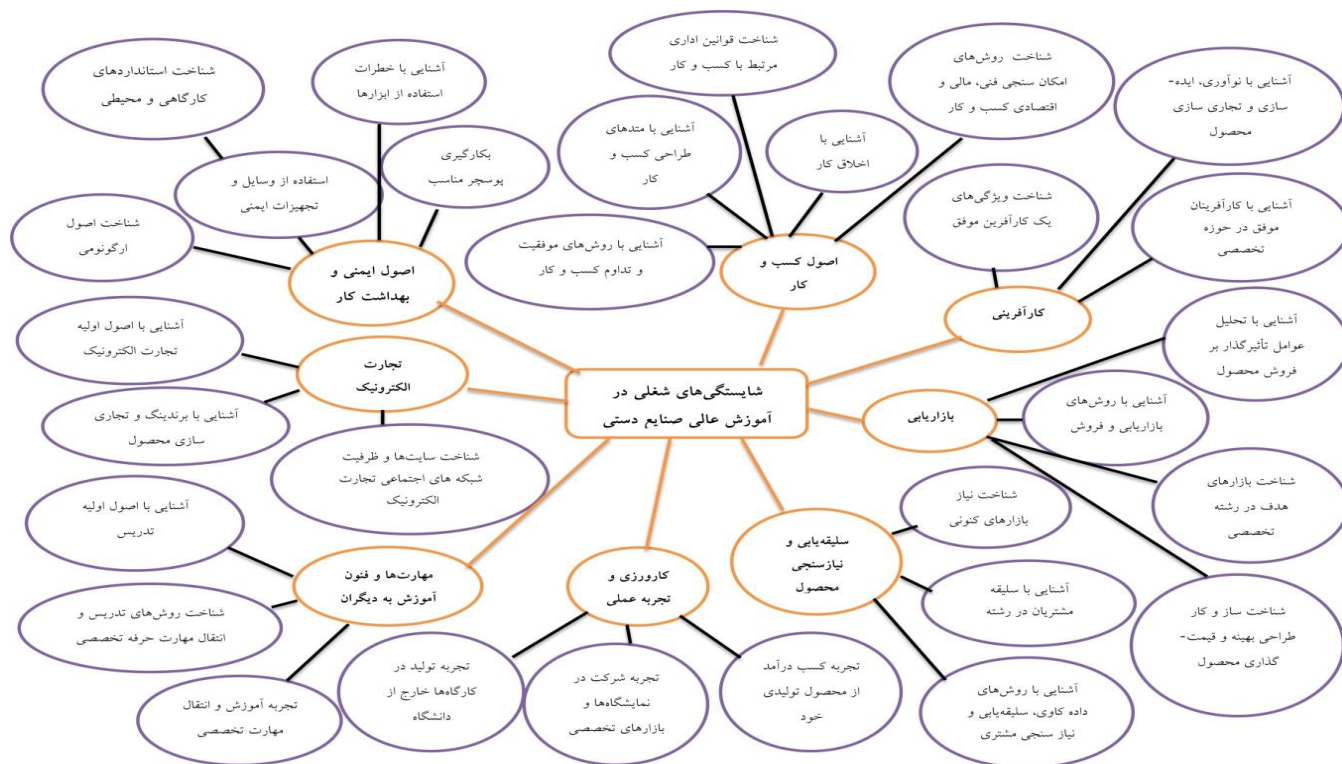 شایستگی‌های شغلی در
آموزش عالی صنایع دستی
اصول ایمنی و
بهداشت کار
شناخت استانداردهای
کارگاهی و محیطی
آشنایی با خطرات
استفاده از ابزارها
استفاده از وسایل و
تجهیزات ایمنی
بکارگیری
پوسچر مناسب
شناخت اصول
ارگونومی
اصول کسب و
کار
شناخت قوانین اداری
مرتبط با کسب و کار
شناخت روش‌های
امکان سنجی فنی، مالی و
اقتصادی کسب و کار
آشنایی با متدهای
طراحی کسب و
کار
آشنایی با
اخلاق کار
آشنایی با روش‌های موفقیت
و تداوم کسب و کار
کارآفرینی
آشنایی با نوآوری، ایده-
سازی و تجاری سازی
محصول
شناخت ویژگی‌های
یک کارآفرین موفق
آشنایی با کارآفرینان
موفق در حوزه
تخصصی
بازاریابی
آشنایی با تحلیل
عوامل تأثیرگذار بر
فروش محصول
آشنایی با روش‌های
بازاریابی و فروش
شناخت بازارهای
هدف در رشته
تخصصی
شناخت ساز و کار
طراحی بهینه و قیمت-
گذاری محصول
سلیقه‌یابی و
نیازسنجی
محصول
شناخت نیاز
بازارهای کنونی
آشنایی با سلیقه
مشتریان در رشته
آشنایی با روش‌های
داده کاوی، سلیقه‌یابی و
نیاز سنجی مشتری
کارورزی و
تجربه عملی
تجربه کسب درآمد
از محصول تولیدی
خود
تجربه شرکت در
نمایشگاه‌ها و
بازارهای تخصصی
تجربه تولید در
کارگاه‌ها خارج از
دانشگاه
مهارت‌ها و فنون
آموزش به دیگران
آشنایی با اصول اولیه
تدریس
شناخت روش‌های تدریس و
انتقال مهارت حرفه تخصصی
تجربه آموزش و انتقال
مهارت تخصصی
تجارت
الکترونیک
آشنایی با اصول اولیه
تجارت الکترونیک
آشنایی با برندینگ و تجاری
سازی محصول
شناخت سایت‌ها و ظرفیت
شبکه های اجتماعی تجارت
الکترونیک